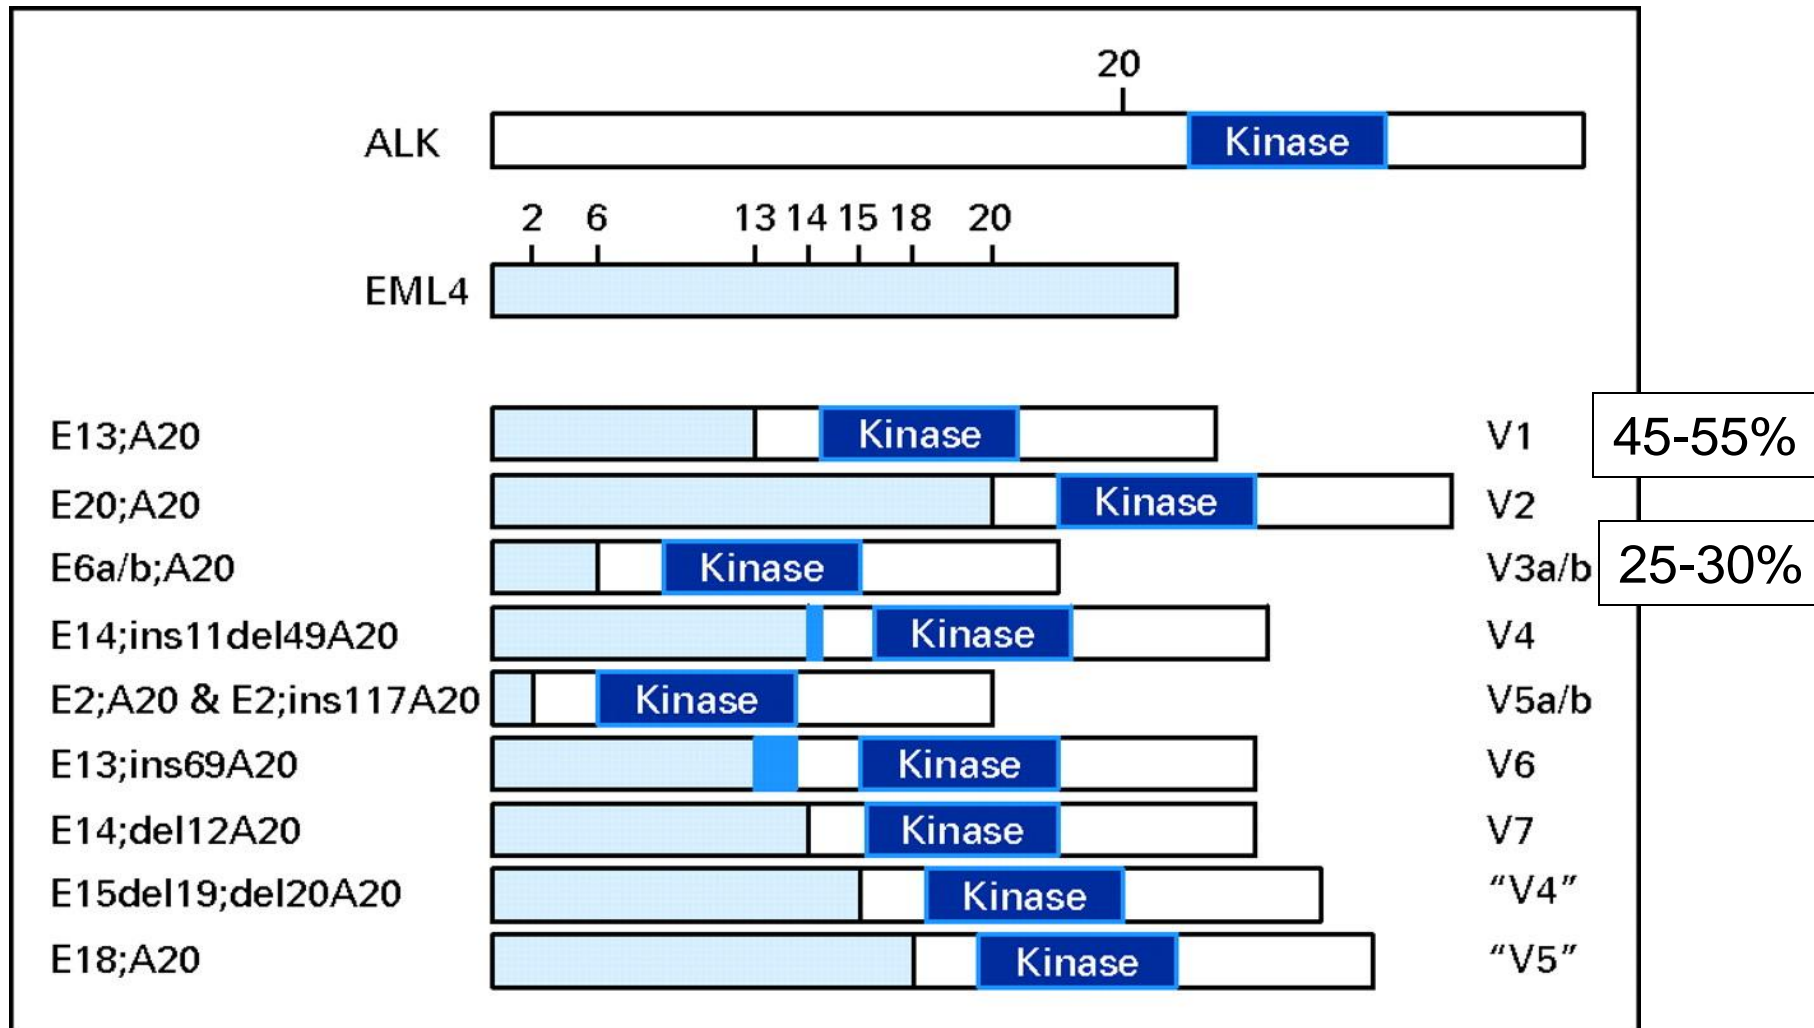 20
ALK Kinase
2 6 13 14 15 18 20
EML4
E13;A20 Kinase V1 45-55%
E20;A20 Kinase V2
E6a/b;A20 Kinase V3a/b 25-30%
E14;ins11del49A20 Kinase V4
E2;A20 & E2;ins117A20 Kinase V5a/b
E13;ins69A20 Kinase V6
E14;del12A20 Kinase V7
E15del19;del20A20 Kinase “V4”
E18;A20 Kinase “V5”